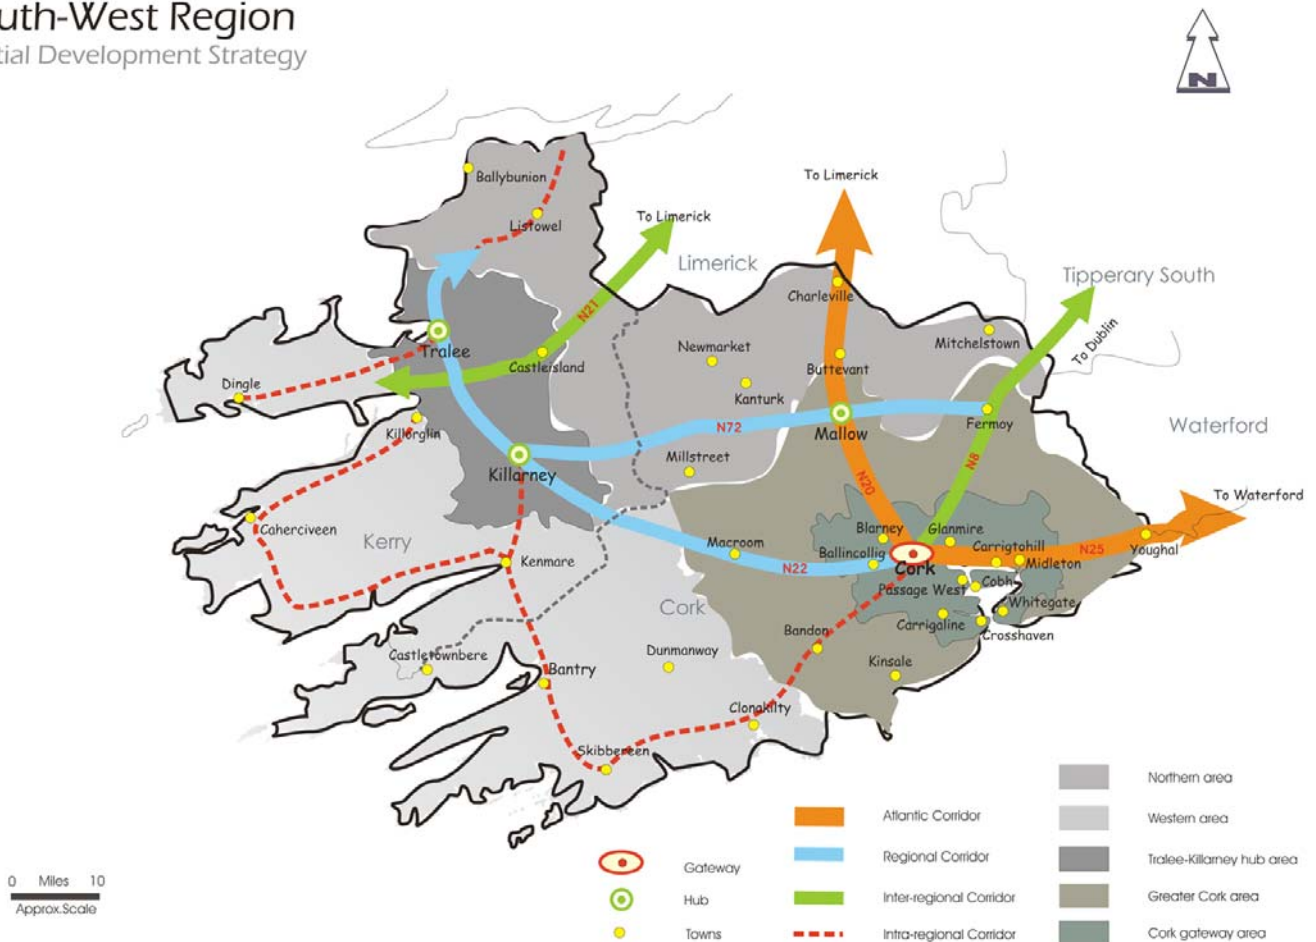 uth-West Region
tial Development Strategy
N
To Limerick
Ballybunion
Listowel
To Limerick
Limerick
Tipperary South
Charleville
N21
Mitchelstown
To Dublin
Tralee
Newmarket
Buttevant
Castleisland
Dingle
Kanturk
Killorglin
Mallow
Fermoy
Waterford
N72
Millstreet
Killarney
N8
N20
To Waterford
Caherciveen
Kerry
Blarney
Glanmire
Macroom
Ballincollig
Carrigtohill
N25
Youghal
Kenmare
N22
Cork
Midleton
Passage West
Cobh
Cork
Whitegate
Carrigaline
Bandon
Crosshaven
Castletownbere
Dunmanway
Bantry
Kinsale
Clonakilty
Skibbereen
0 Miles 10
Approx.Scale
Gateway
Hub
Towns
Atlantic Corridor
Regional Corridor
Inter-regional Corridor
Intra-regional Corridor
Northern area
Western area
Tralee-Killarney hub area
Greater Cork area
Cork gateway area